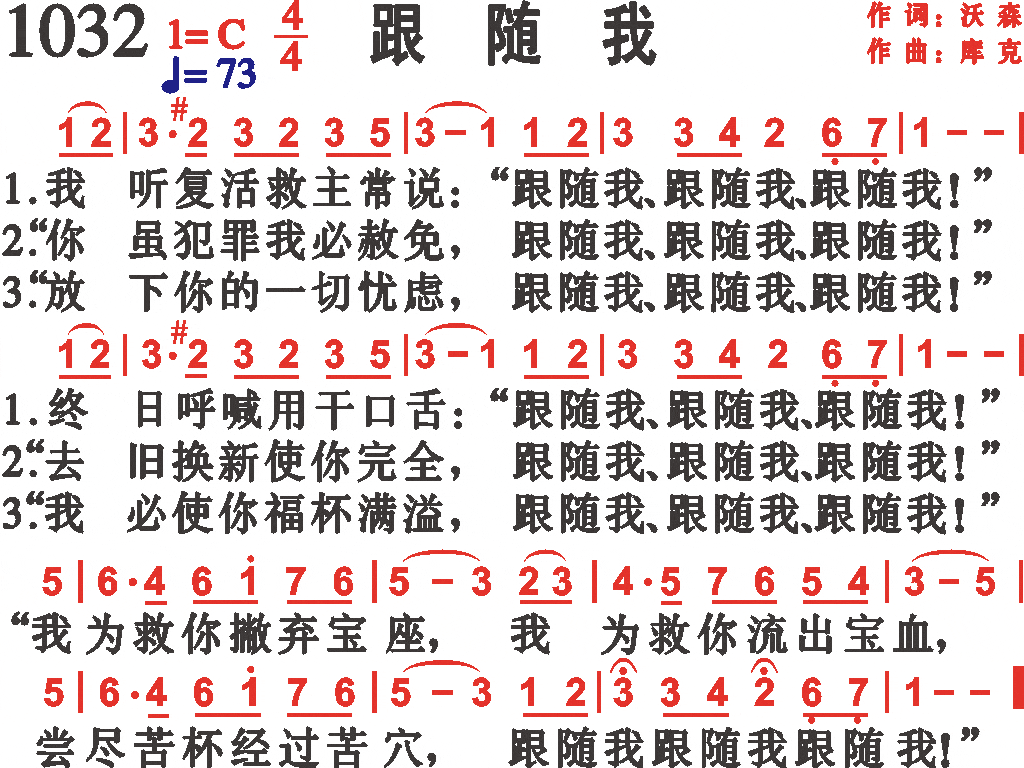 1032 1=C 4/4 跟随我 作词：沃森
♩=73 作曲：库克
1 2 | 3 · #2 3 2 3 5 | 3 – 1 1 2 | 3 3 4 2 6 7 | 1 – – |
1.我 听复活救主常说：“跟随我、跟随我、跟随我！”
2.“你 虽犯罪我必赦免，跟随我、跟随我、跟随我！”
3.“放 下你的一切忧虑，跟随我、跟随我、跟随我！”
1 2 | 3 · #2 3 2 3 5 | 3 – 1 1 2 | 3 3 4 2 6 7 | 1 – – |
1.终 日呼喊用干口舌：“跟随我、跟随我、跟随我！”
2.“去 旧换新使你完全，跟随我、跟随我、跟随我！”
3.“我 必使你福杯满溢，跟随我、跟随我、跟随我！”
5 | 6 · 4 6 1 7 6 | 5 – 3 2 3 | 4 · 5 7 6 5 4 | 3 – 5 |
“我为救你撇弃宝座，我 为救你流出宝血，
5 | 6 · 4 6 1 7 6 | 5 – 3 1 2 | 3 3 4 2 6 7 | 1 – –
尝尽苦杯经过苦穴，跟随我跟随我跟随我！”